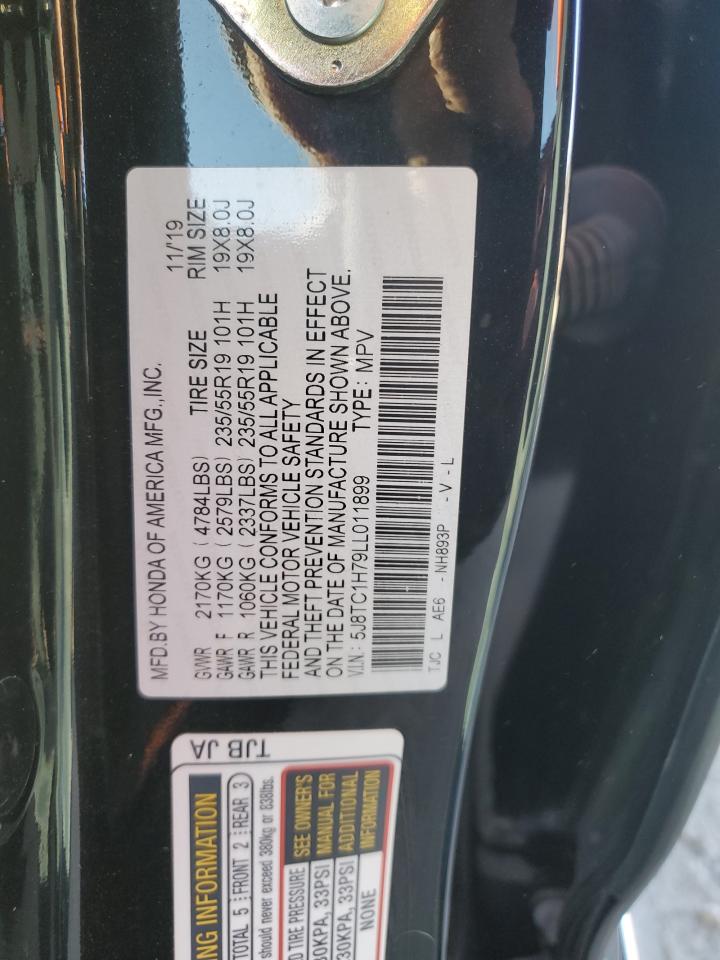 MFD.BY HONDA OF AMERICA MFG.,INC. 11/'19
GVWR 2170KG ( 4784LBS) TIRE SIZE RIM SIZE
GAWR F 1170KG ( 2579LBS) 235/55R19 101H 19X8.0J
GAWR R 1060KG ( 2337LBS) 235/55R19 101H 19X8.0J
THIS VEHICLE CONFORMS TO ALL APPLICABLE
FEDERAL MOTOR VEHICLE SAFETY
AND THEFT PREVENTION STANDARDS IN EFFECT
ON THE DATE OF MANUFACTURE SHOWN ABOVE.
V.I.N: 5J8TC1H79LL011899 TYPE: MPV
TJC L AE6 -NH893P -V-L
TJB JA
NG INFORMATION
TOTAL 5 FRONT 2 REAR 3
should never exceed 380kg or 838lbs.
TIRE PRESSURE SEE OWNER'S
30KPA, 33PSI MANUAL FOR
30KPA, 33PSI ADDITIONAL
NONE INFORMATION